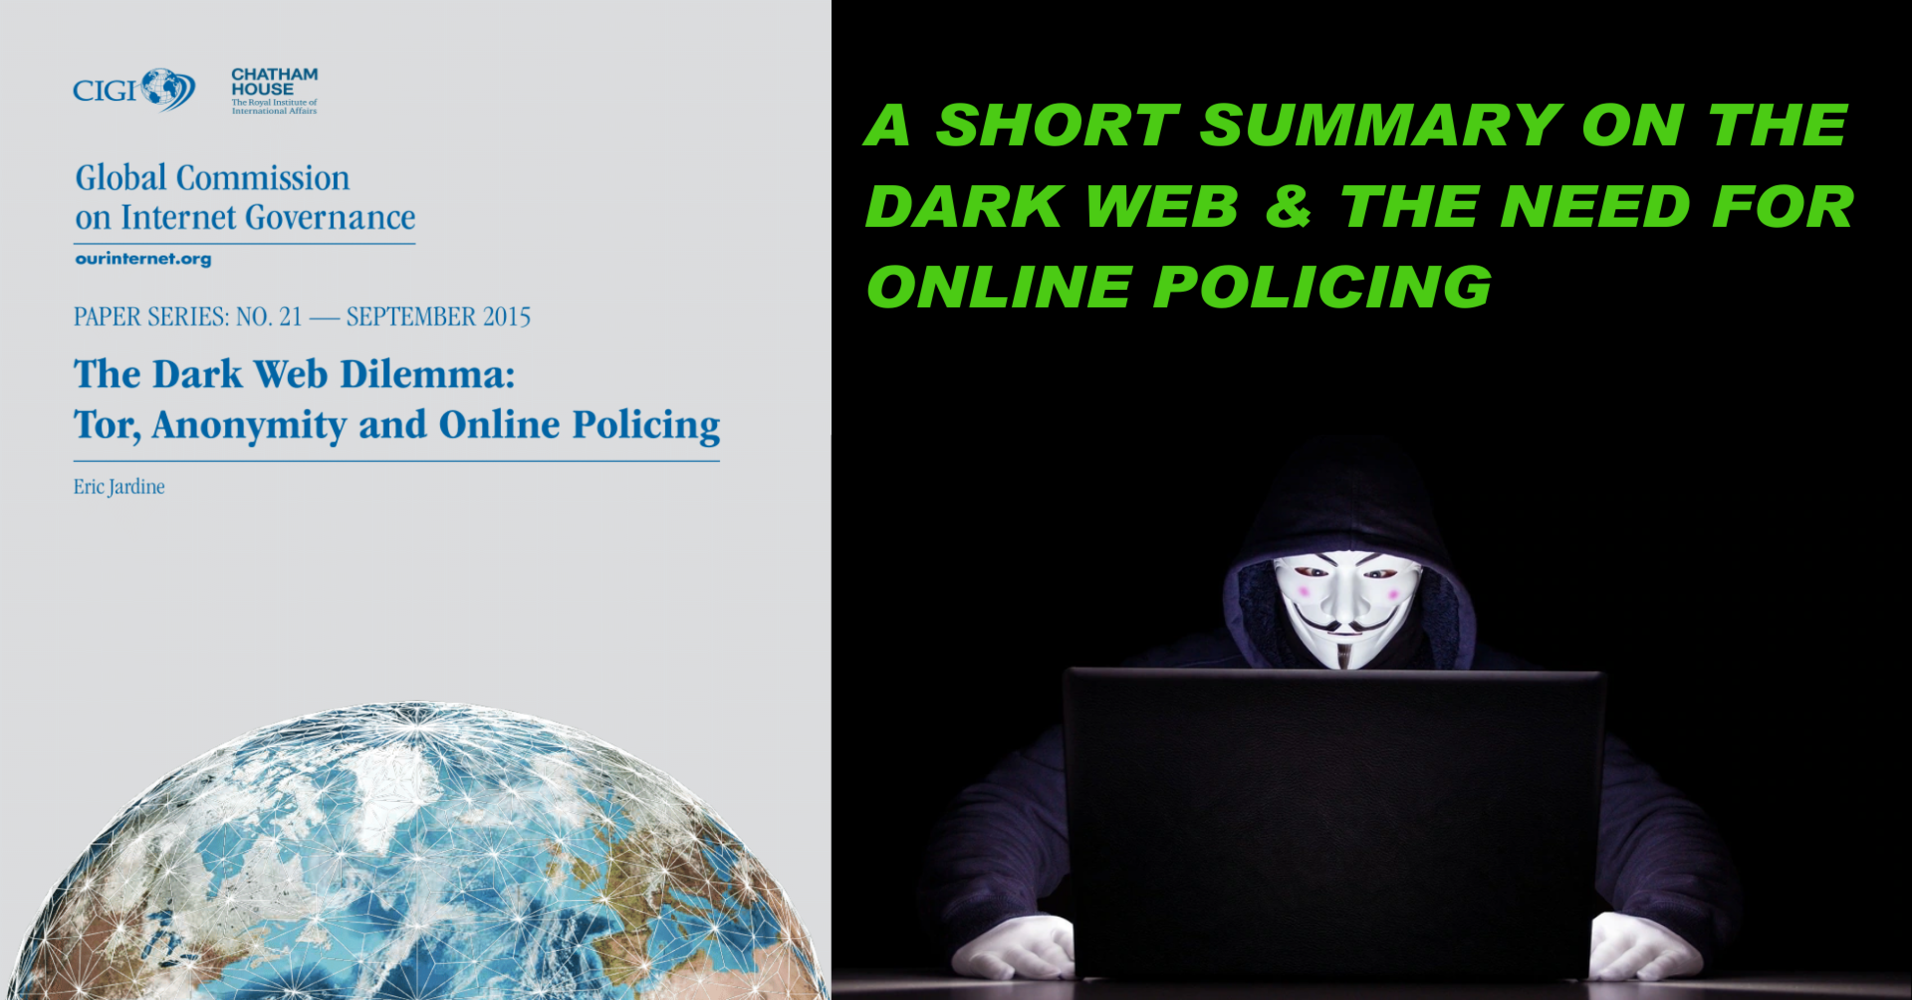 CIGI
CHATHAM
HOUSE
The Royal Institute of
International Affairs
Global Commission
on Internet Governance
ourinternet.org
PAPER SERIES: NO. 21 — SEPTEMBER 2015
The Dark Web Dilemma:
Tor, Anonymity and Online Policing
Eric Jardine
A SHORT SUMMARY ON THE
DARK WEB & THE NEED FOR
ONLINE POLICING